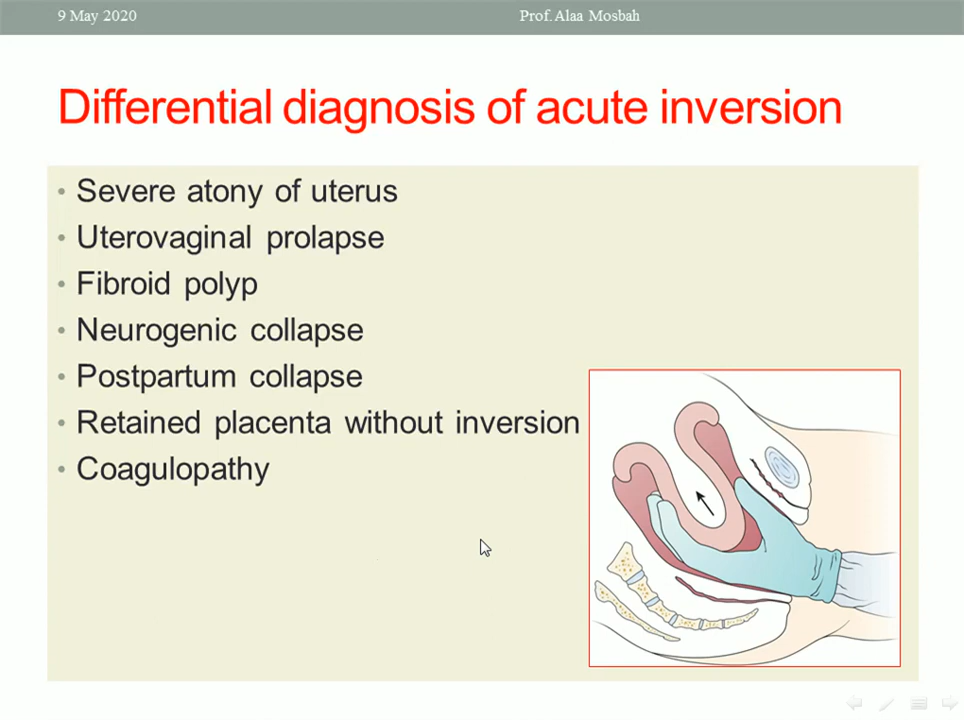 9 May 2020
Prof.Alaa Mosbah
Differential diagnosis of acute inversion
• Severe atony of uterus
• Uterovaginal prolapse
• Fibroid polyp
• Neurogenic collapse
• Postpartum collapse
• Retained placenta without inversion
• Coagulopathy